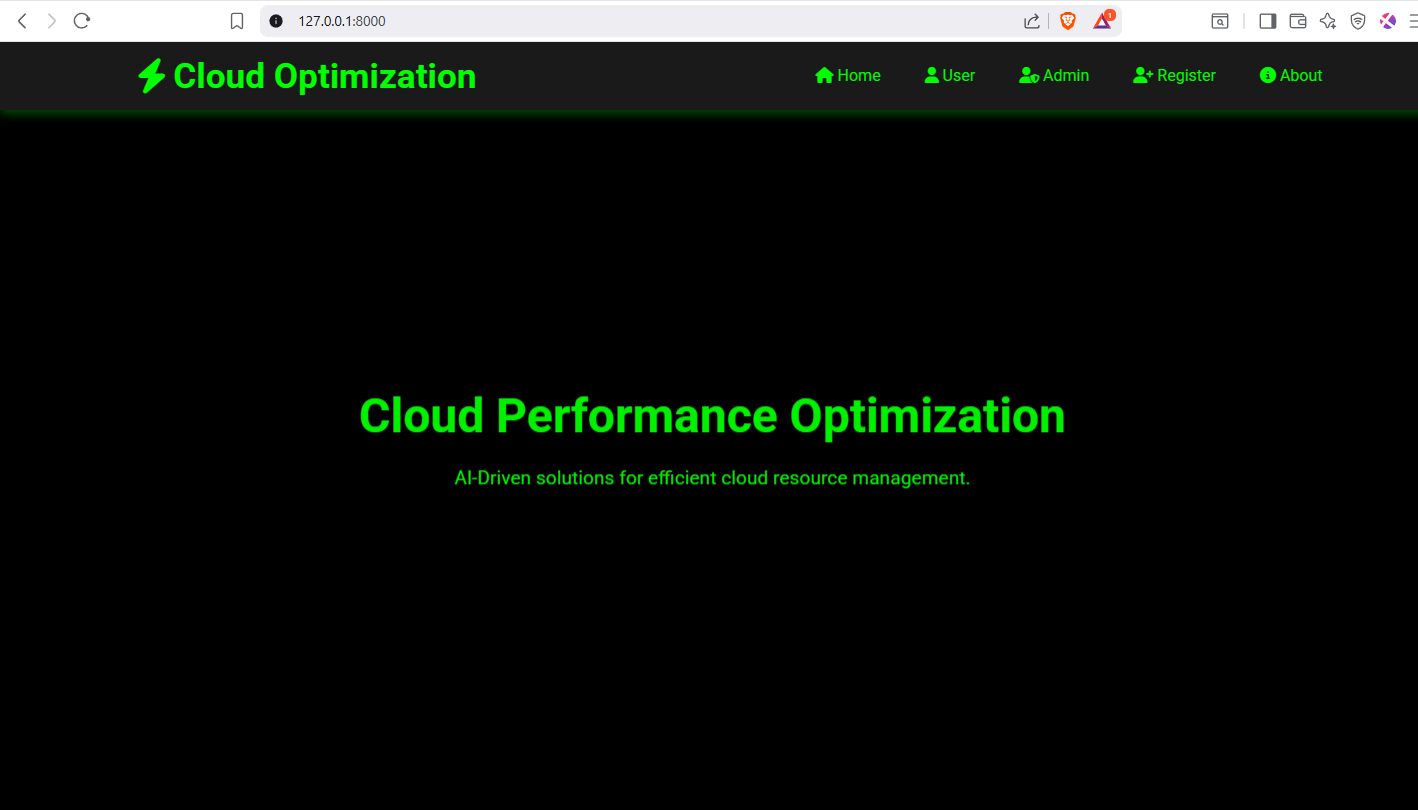 127.0.0.1:8000
1
Cloud Optimization
Home User Admin Register About
Cloud Performance Optimization
AI-Driven solutions for efficient cloud resource management.